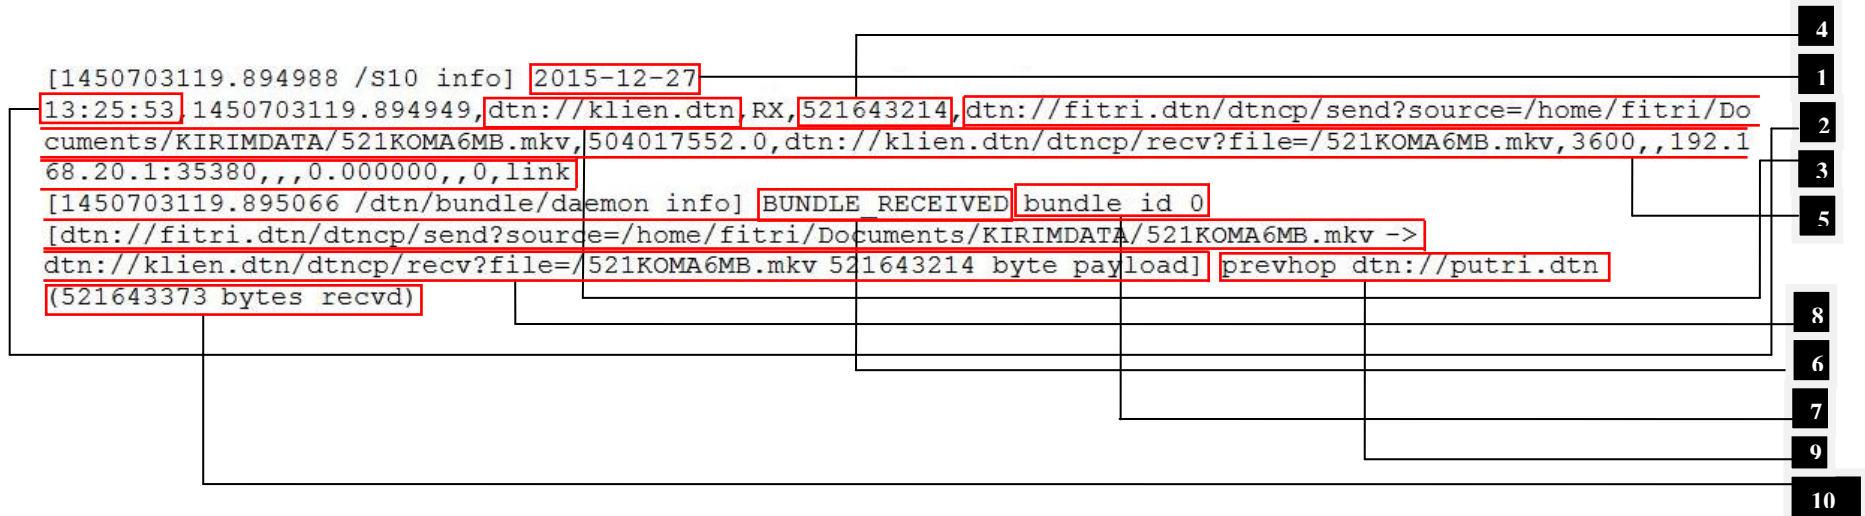 4
[1450703119.894988 /S10 info] 2015-12-27
1
13:25:53,1450703119.894949,dtn://klien.dtn,RX,521643214,dtn://fitri.dtn/dtncp/send?source=/home/fitri/Do
2
cuments/KIRIMDATA/521KOMA6MB.mkv,504017552.0,dtn://klien.dtn/dtncp/recv?file=/521KOMA6MB.mkv,3600,,192.1
68.20.1:35380,,,0.000000,,0,link
3
[1450703119.895066 /dtn/bundle/daemon info] BUNDLE_RECEIVED bundle id 0
5
[dtn://fitri.dtn/dtncp/send?source=/home/fitri/Documents/KIRIMDATA/521KOMA6MB.mkv ->
dtn://klien.dtn/dtncp/recv?file=/521KOMA6MB.mkv 521643214 byte payload] prevhop dtn://putri.dtn
(521643373 bytes recvd)
8
6
7
9
10